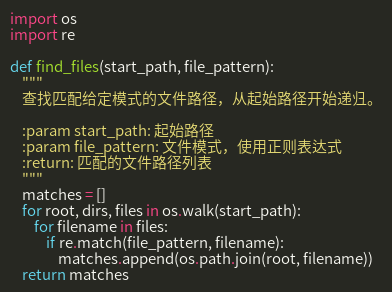 import os
import re

def find_files(start_path, file_pattern):
    """
    查找匹配给定模式的文件路径，从起始路径开始递归。

    :param start_path: 起始路径
    :param file_pattern: 文件模式，使用正则表达式
    :return: 匹配的文件路径列表
    """
    matches = []
    for root, dirs, files in os.walk(start_path):
        for filename in files:
            if re.match(file_pattern, filename):
                matches.append(os.path.join(root, filename))
    return matches